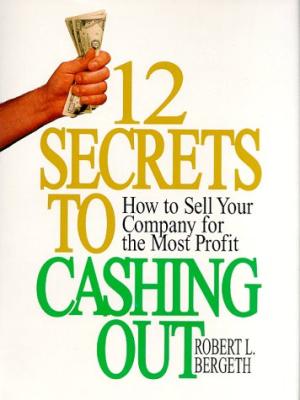 12
SECRETS
TO
How to Sell Your
Company for
the Most Profit
CASHING
OUT
ROBERT L.
BERGETH